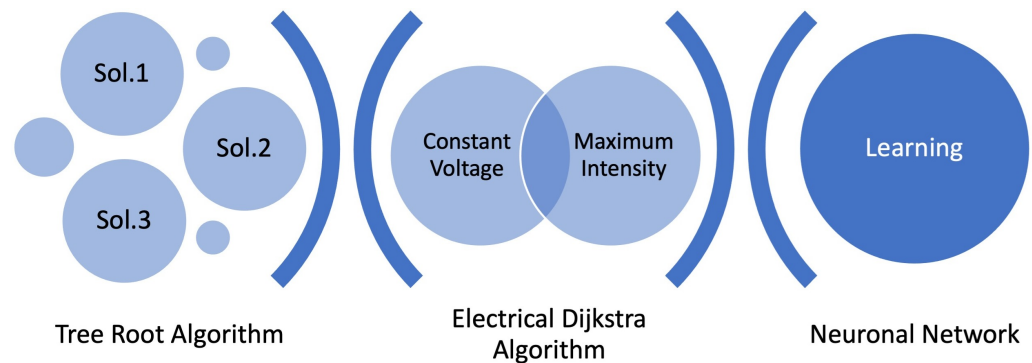 Sol.1
Sol.2
Sol.3
Constant
Voltage
Maximum
Intensity
Learning
Tree Root Algorithm
Electrical Dijkstra
Algorithm
Neuronal Network